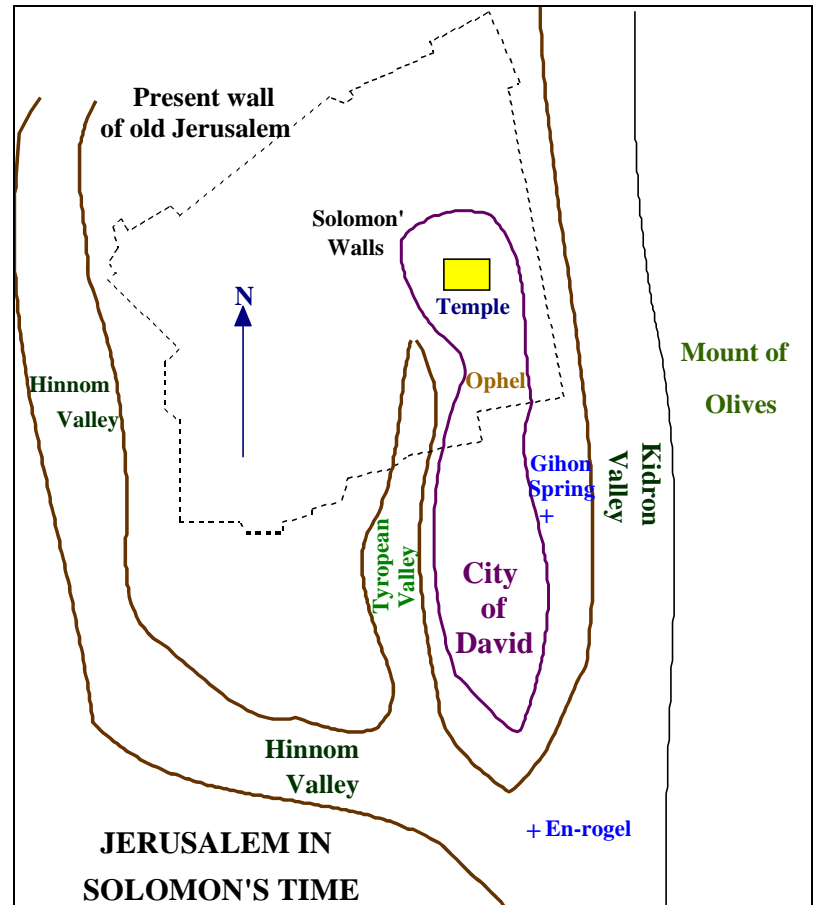 Present wall
of old Jerusalem
Solomon'
Walls
N
Temple
Mount of
Olives
Hinnom
Valley
Ophel
Gihon
Spring
Kidron
Valley
Tyropean
Valley
City
of
David
Hinnom
Valley
En-rogel
JERUSALEM IN
SOLOMON'S TIME